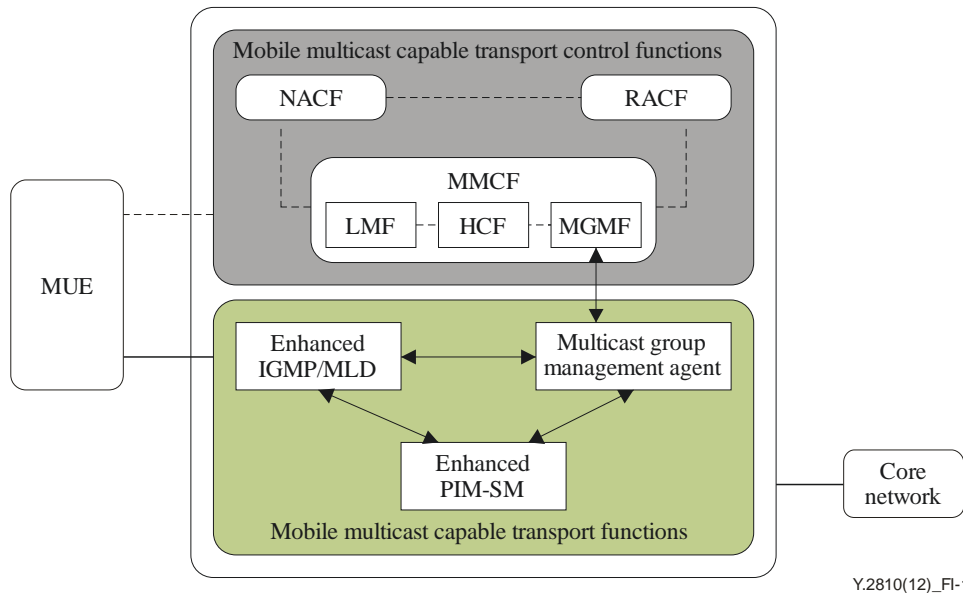 Mobile multicast capable transport control functions
NACF
RACF
MMCF
LMF
HCF
MGMF
MUE
Enhanced
IGMP/MLD
Multicast group
management agent
Enhanced
PIM-SM
Mobile multicast capable transport functions
Core
network
Y.2810(12)_FI-